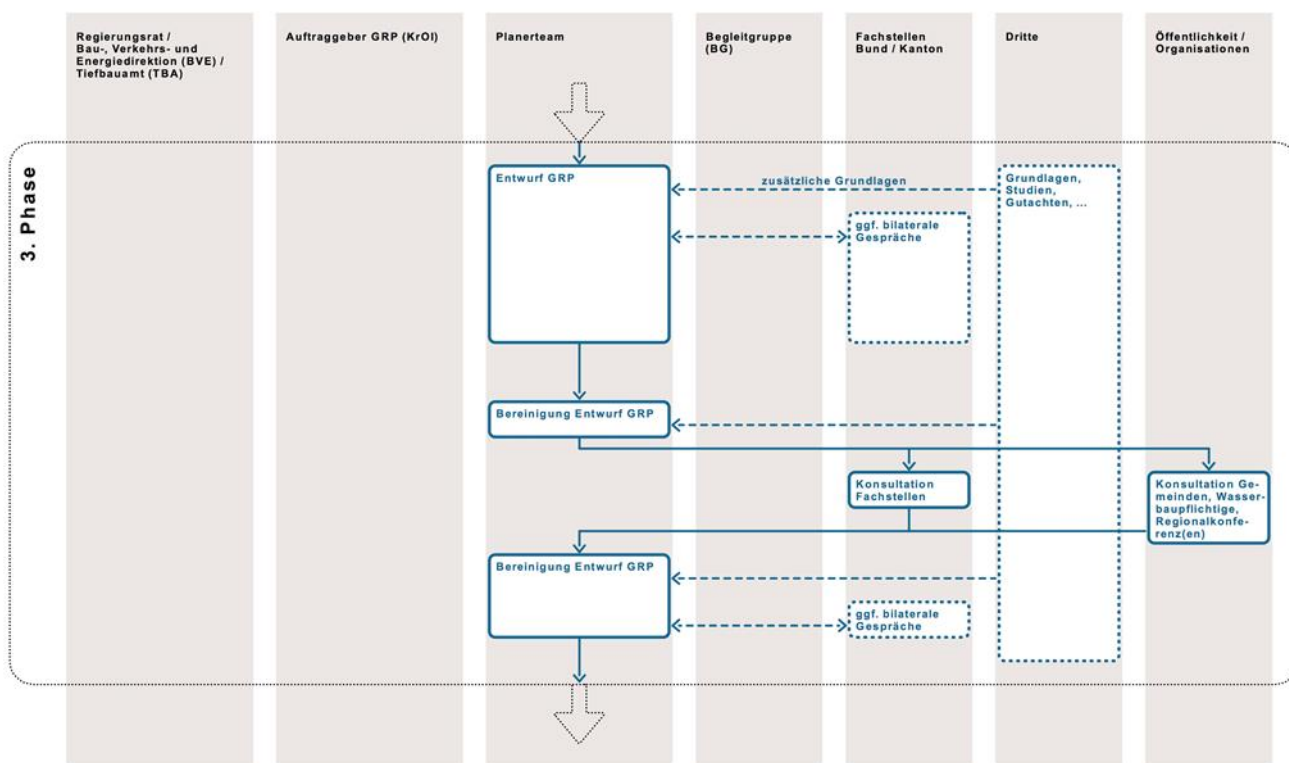 Regierungsrat /
Bau-, Verkehrs- und
Energiedirektion (BVE) /
Tiefbauamt (TBA)
Auftraggeber GRP (KrOI)
Planerteam
Begleitgruppe
(BG)
Fachstellen
Bund / Kanton
Dritte
Öffentlichkeit /
Organisationen
3. Phase
Entwurf GRP
zusätzliche Grundlagen
Grundlagen,
Studien,
Gutachten, ...
ggf. bilaterale
Gespräche
Bereinigung Entwurf GRP
Konsultation
Fachstellen
Konsultation Ge-
meinden, Wasser-
baupflichtige,
Regionalkonfe-
renz(en)
Bereinigung Entwurf GRP
ggf. bilaterale
Gespräche